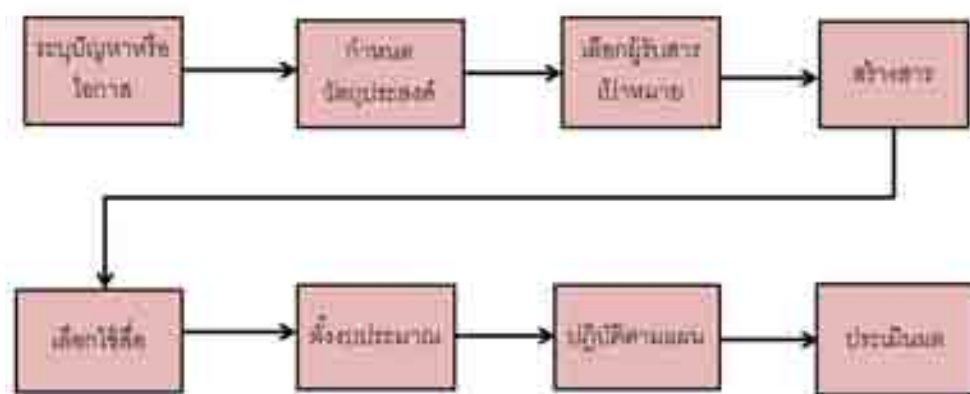 ระบุปัญหาหรือ
โอกาส
กำหนด
วัตถุประสงค์
เลือกผู้รับสาร
เป้าหมาย
สร้างสาร
เลือกใช้สื่อ
ตั้งงบประมาณ
ปฏิบัติตามแผน
ประเมินผล